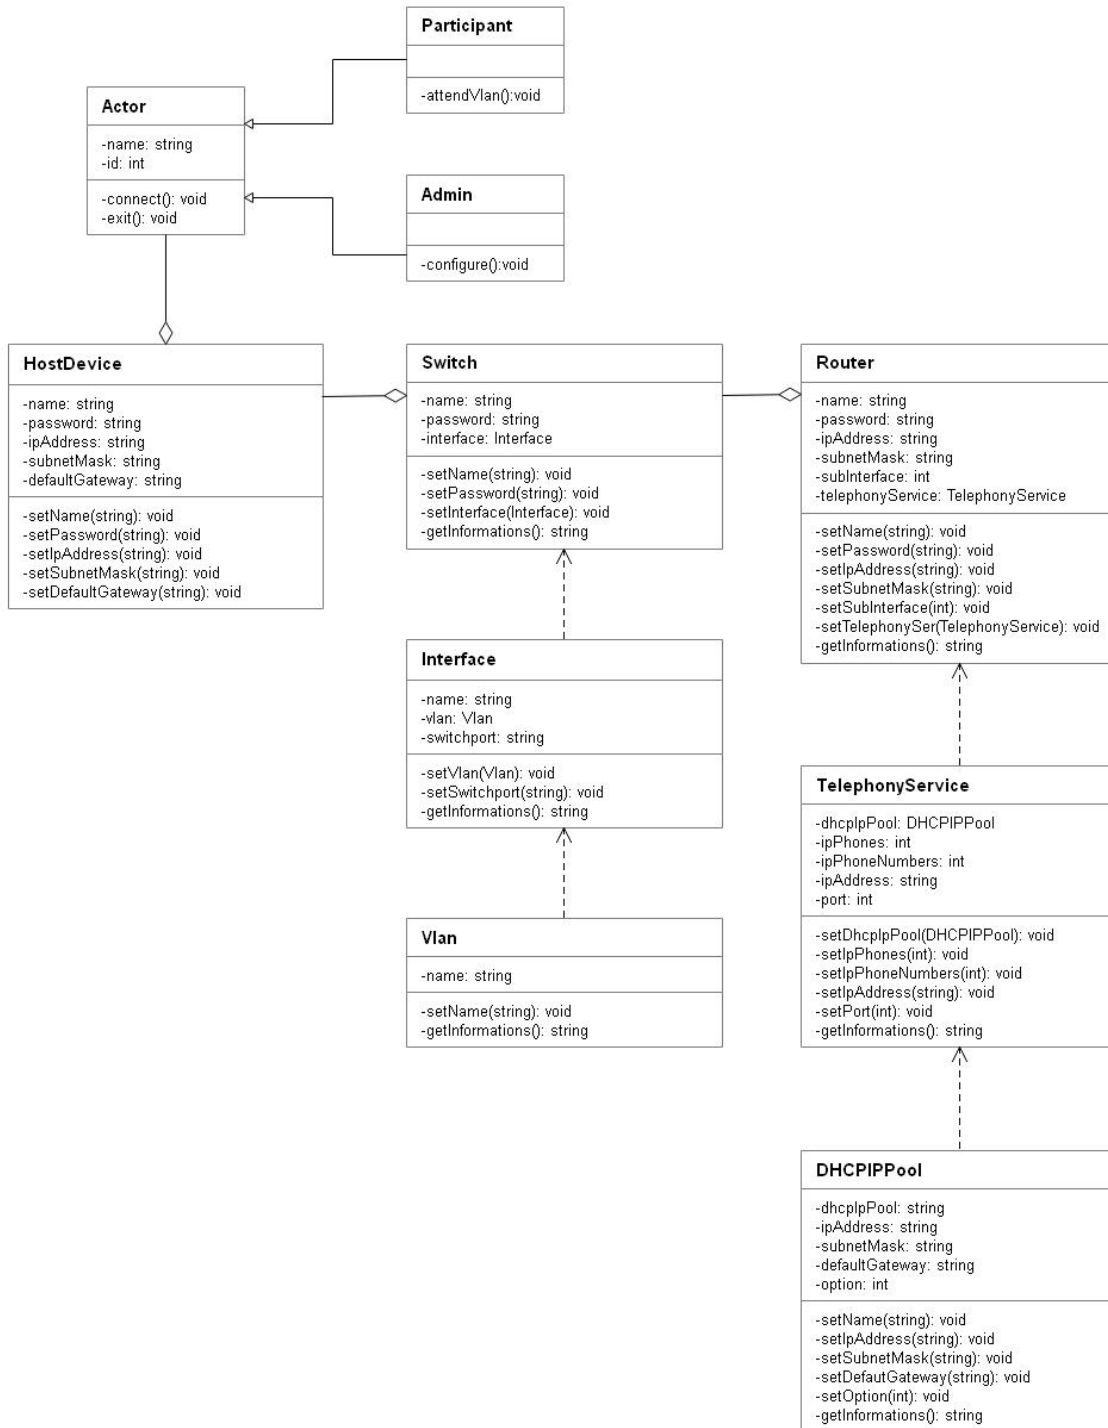 Participant
-attendVlan():void
Actor
-name: string
-id: int
-connect(): void
-exit(): void
Admin
-configure():void
HostDevice
-name: string
-password: string
-ipAddress: string
-subnetMask: string
-defaultGateway: string
-setName(string): void
-setPassword(string): void
-setIpAddress(string): void
-setSubnetMask(string): void
-setDefaultGateway(string): void
Switch
-name: string
-password: string
-interface: Interface
-setName(string): void
-setPassword(string): void
-setInterface(Interface): void
-getInformations(): string
Router
-name: string
-password: string
-ipAddress: string
-subnetMask: string
-subInterface: int
-telephonyService: TelephonyService
-setName(string): void
-setPassword(string): void
-setIpAddress(string): void
-setSubnetMask(string): void
-setSubInterface(int): void
-setTelephonySer(TelephonyService): void
-getInformations(): string
Interface
-name: string
-vlan: Vlan
-switchport: string
-setVlan(Vlan): void
-setSwitchport(string): void
-getInformations(): string
TelephonyService
-dhcpIpPool: DHCPIPPool
-ipPhones: int
-ipPhoneNumbers: int
-ipAddress: string
-port: int
-setDhcpIpPool(DHCPIPPool): void
-setIpPhones(int): void
-setIpPhoneNumbers(int): void
-setIpAddress(string): void
-setPort(int): void
-getInformations(): string
Vlan
-name: string
-setName(string): void
-getInformations(): string
DHCPIPPool
-dhcpIpPool: string
-ipAddress: string
-subnetMask: string
-defaultGateway: string
-option: int
-setName(string): void
-setIpAddress(string): void
-setSubnetMask(string): void
-setDefautGateway(string): void
-setOption(int): void
-getInformations(): string